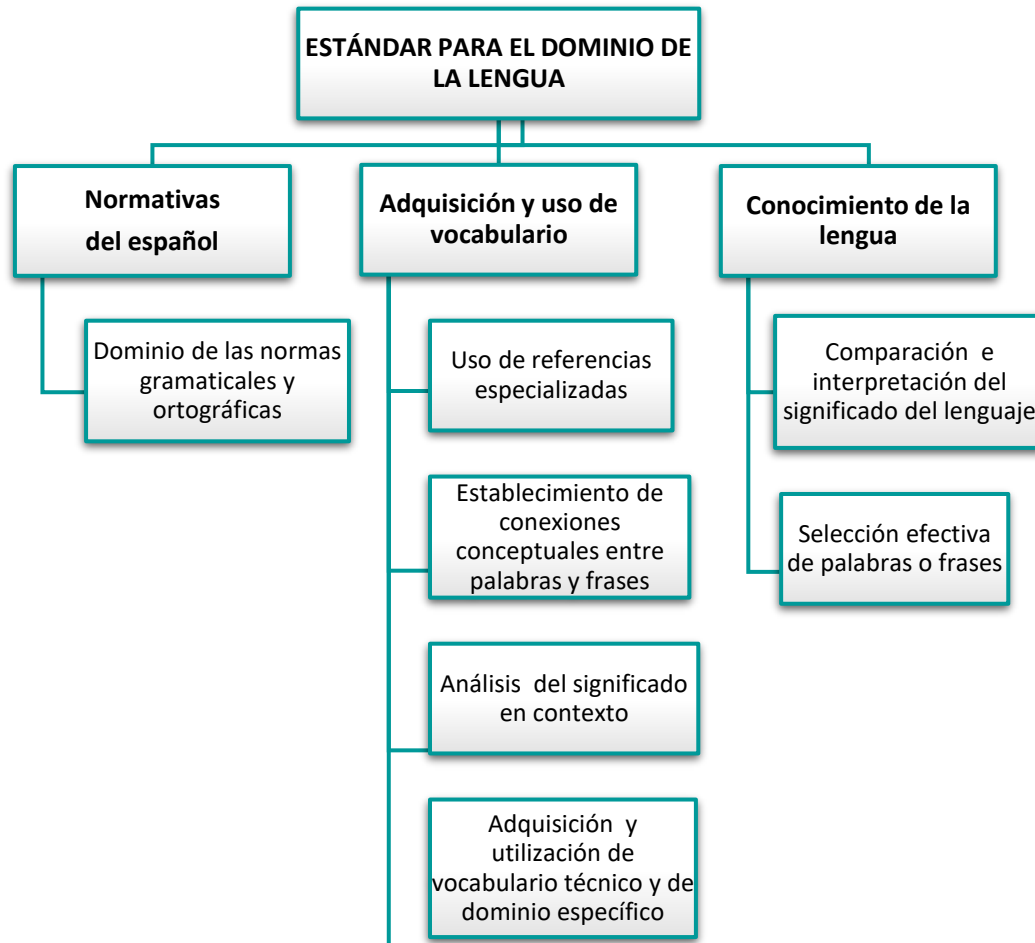 ESTÁNDAR PARA EL DOMINIO DE
LA LENGUA
Normativas
del español
Adquisición y uso de
vocabulario
Conocimiento de la
lengua
Dominio de las normas
gramaticales y
ortográficas
Uso de referencias
especializadas
Establecimiento de
conexiones
conceptuales entre
palabras y frases
Análisis del significado
en contexto
Adquisición y
utilización de
vocabulario técnico y de
dominio específico
Comparación e
interpretación del
significado del lenguaje
Selección efectiva
de palabras o frases